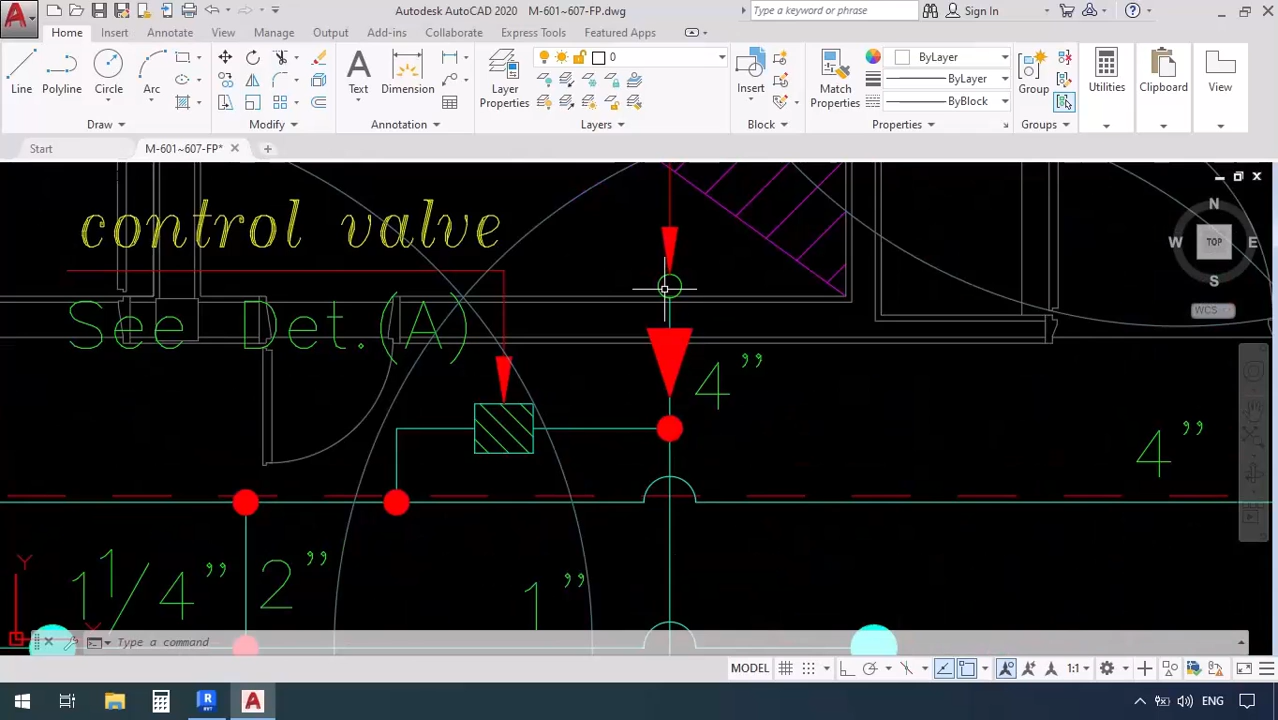 Autodesk AutoCAD 2020 M-601~607-FP.dwg
Type a keyword or phrase
Sign In
Home Insert Annotate View Manage Output Add-ins Collaborate Express Tools Featured Apps
Line Polyline Circle Arc
Text Dimension
Layer
Properties
0
Insert
Match
Properties
ByLayer
ByLayer
ByBlock
Group
Utilities
Clipboard
View
Draw Modify Annotation Layers Block Properties Groups
Start M-601~607-FP*
control valve
See Det.(A)
4"
4"
1 1/4" 2" 1"
N
W TOP E
S
WCS
Y
X
Type a command
MODEL 1:1
ENG